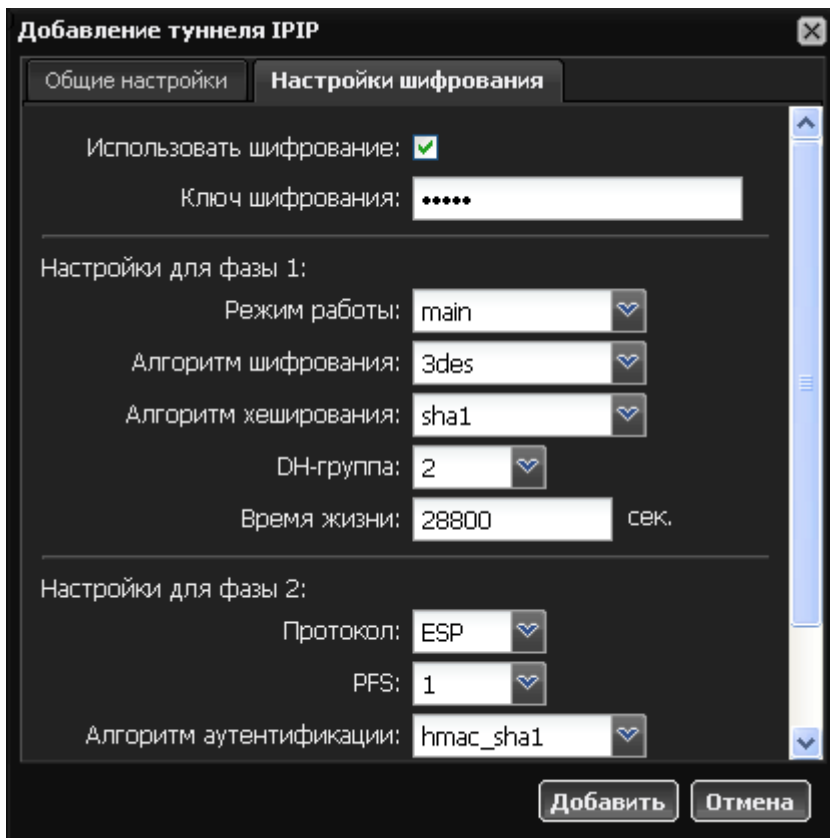 Добавление туннеля IPIP
Общие настройки Настройки шифрования
Использовать шифрование:
Ключ шифрования: •••••
Настройки для фазы 1:
Режим работы: main
Алгоритм шифрования: 3des
Алгоритм хеширования: sha1
DH-группа: 2
Время жизни: 28800 сек.
Настройки для фазы 2:
Протокол: ESP
PFS: 1
Алгоритм аутентификации: hmac_sha1
Добавить Отмена